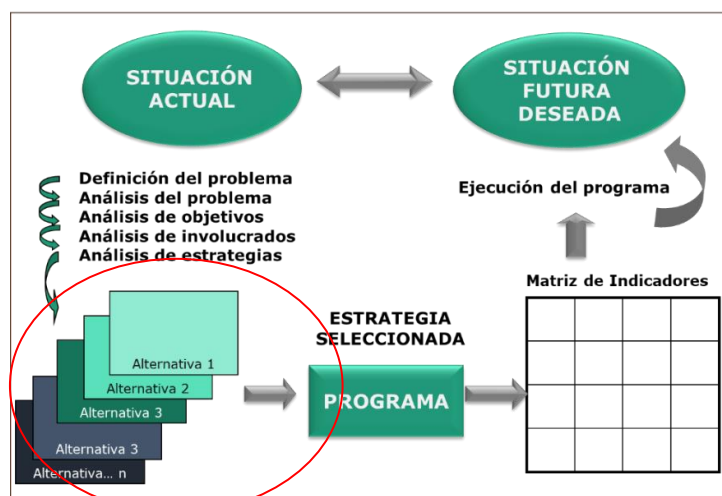 SITUACIÓN
ACTUAL
SITUACIÓN
FUTURA
DESEADA
Definición del problema
Análisis del problema
Análisis de objetivos
Análisis de involucrados
Análisis de estrategias
Ejecución del programa
Matriz de Indicadores
ESTRATEGIA
SELECCIONADA
PROGRAMA
Alternativa 1
Alternativa 2
Alternativa 3
Alternativa 3
Alternativa... n